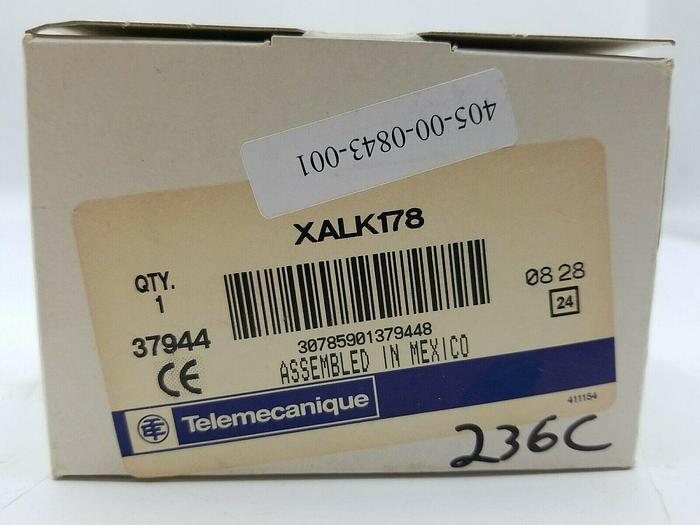 405-00-0843-001
XALK178
QTY.
1
37944
30785901379448
ASSEMBLED IN MEXICO
08 28
24
CE
TE
Telemecanique
411154
236C